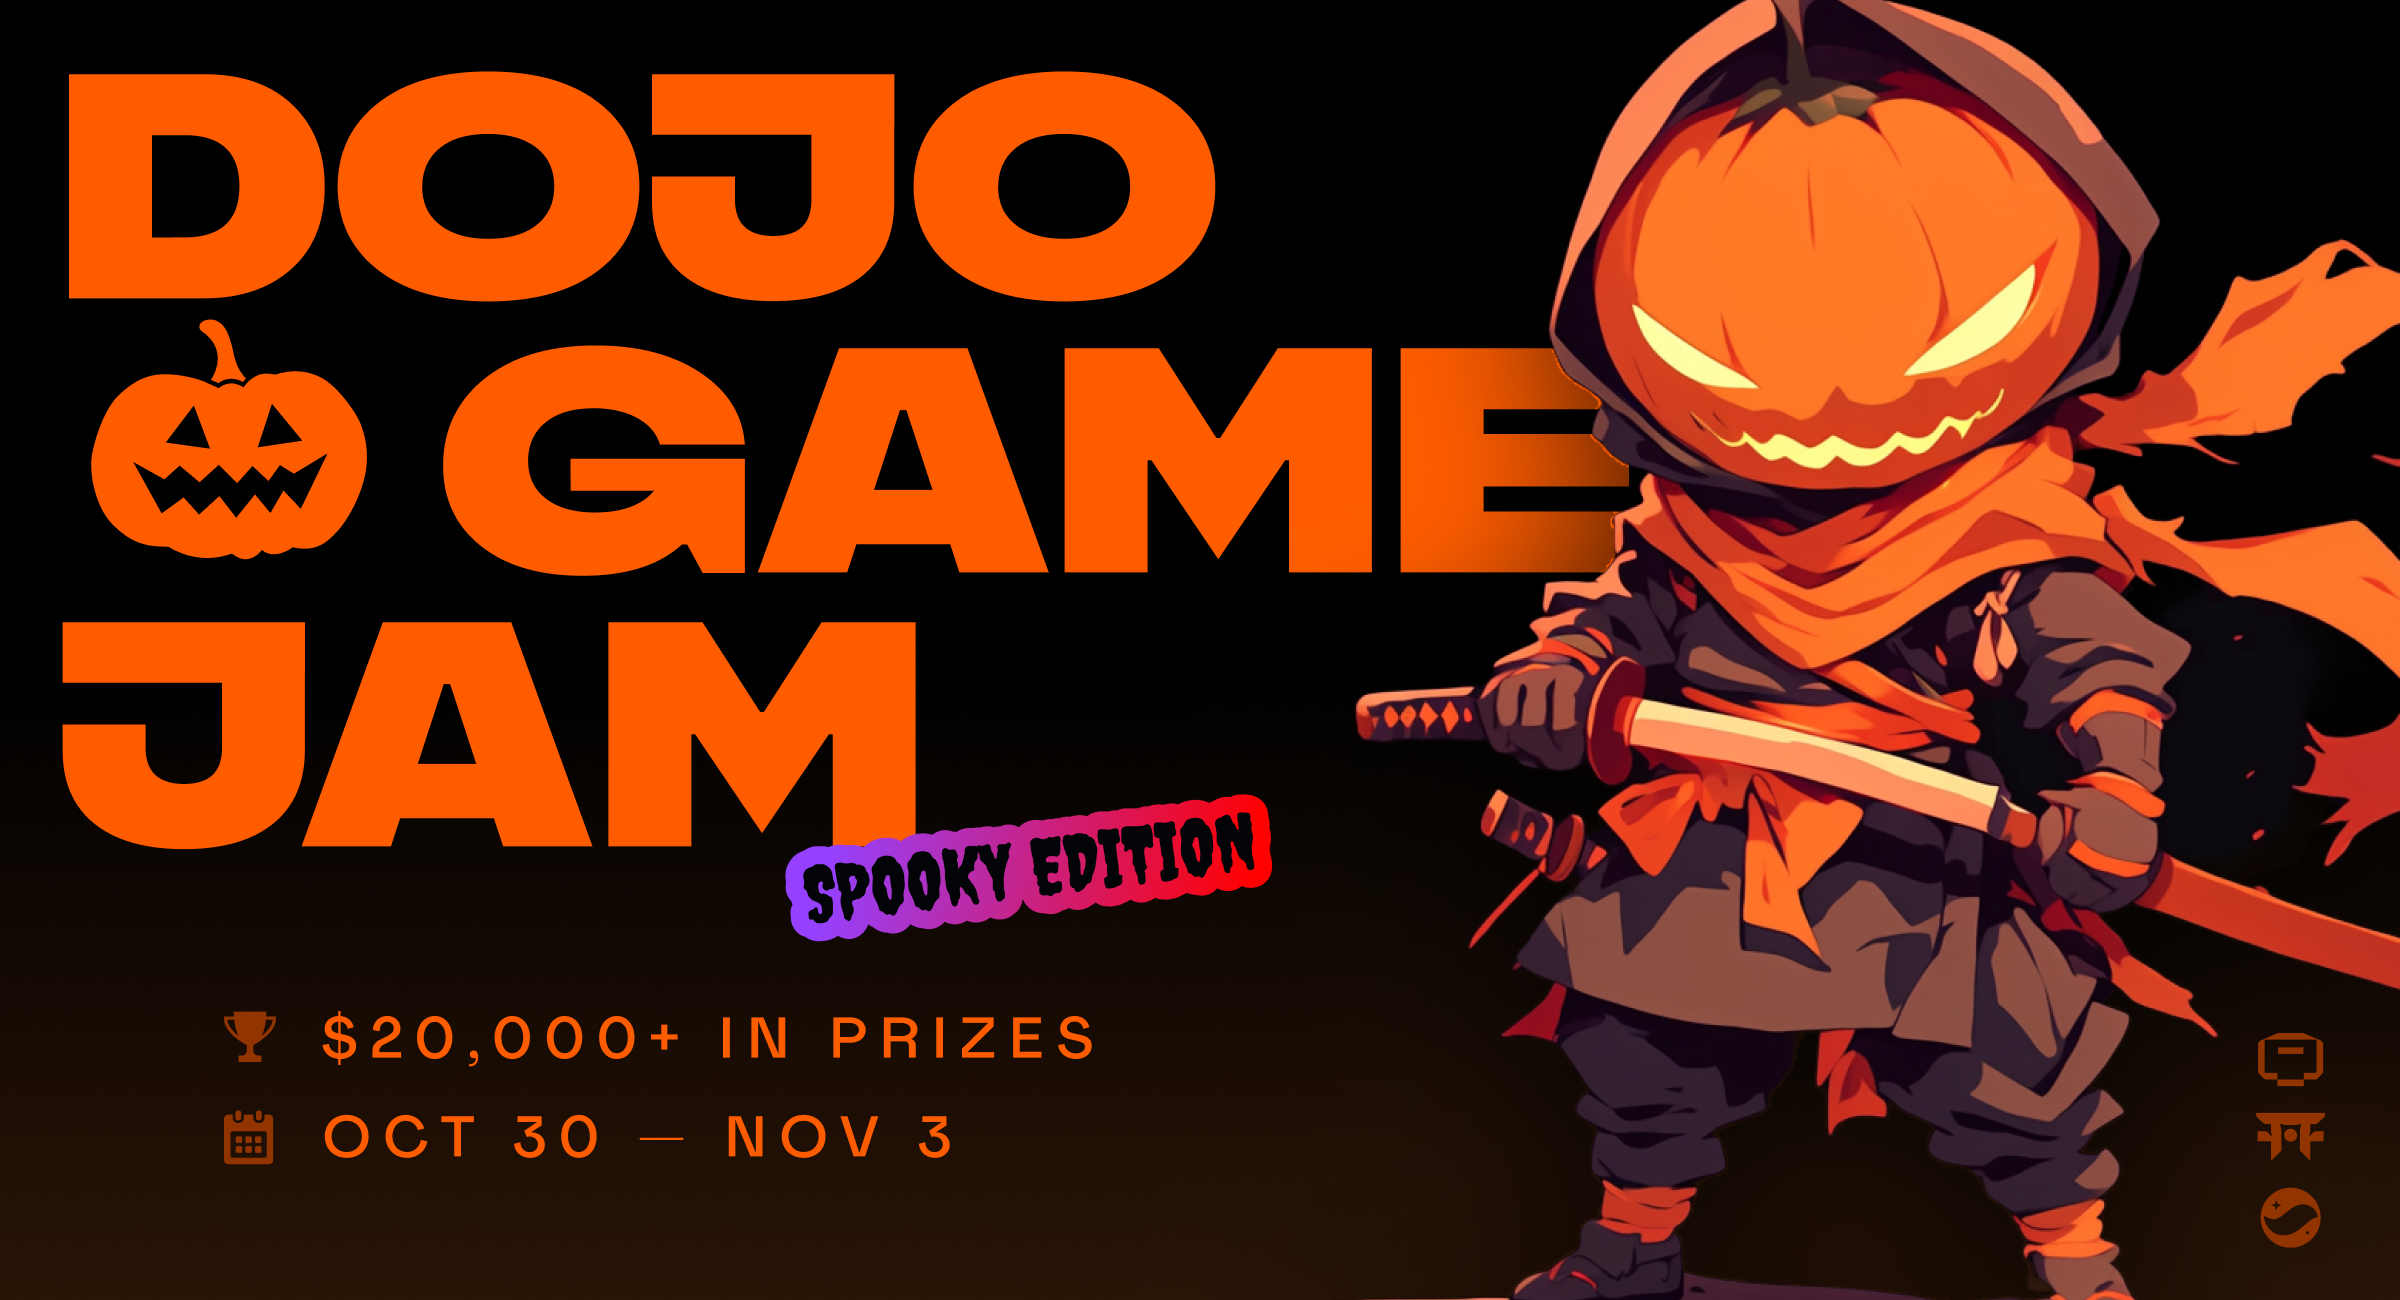 DOJO
GAME
JAM
SPOOKY EDITION
$20,000+ IN PRIZES
OCT 30 — NOV 3